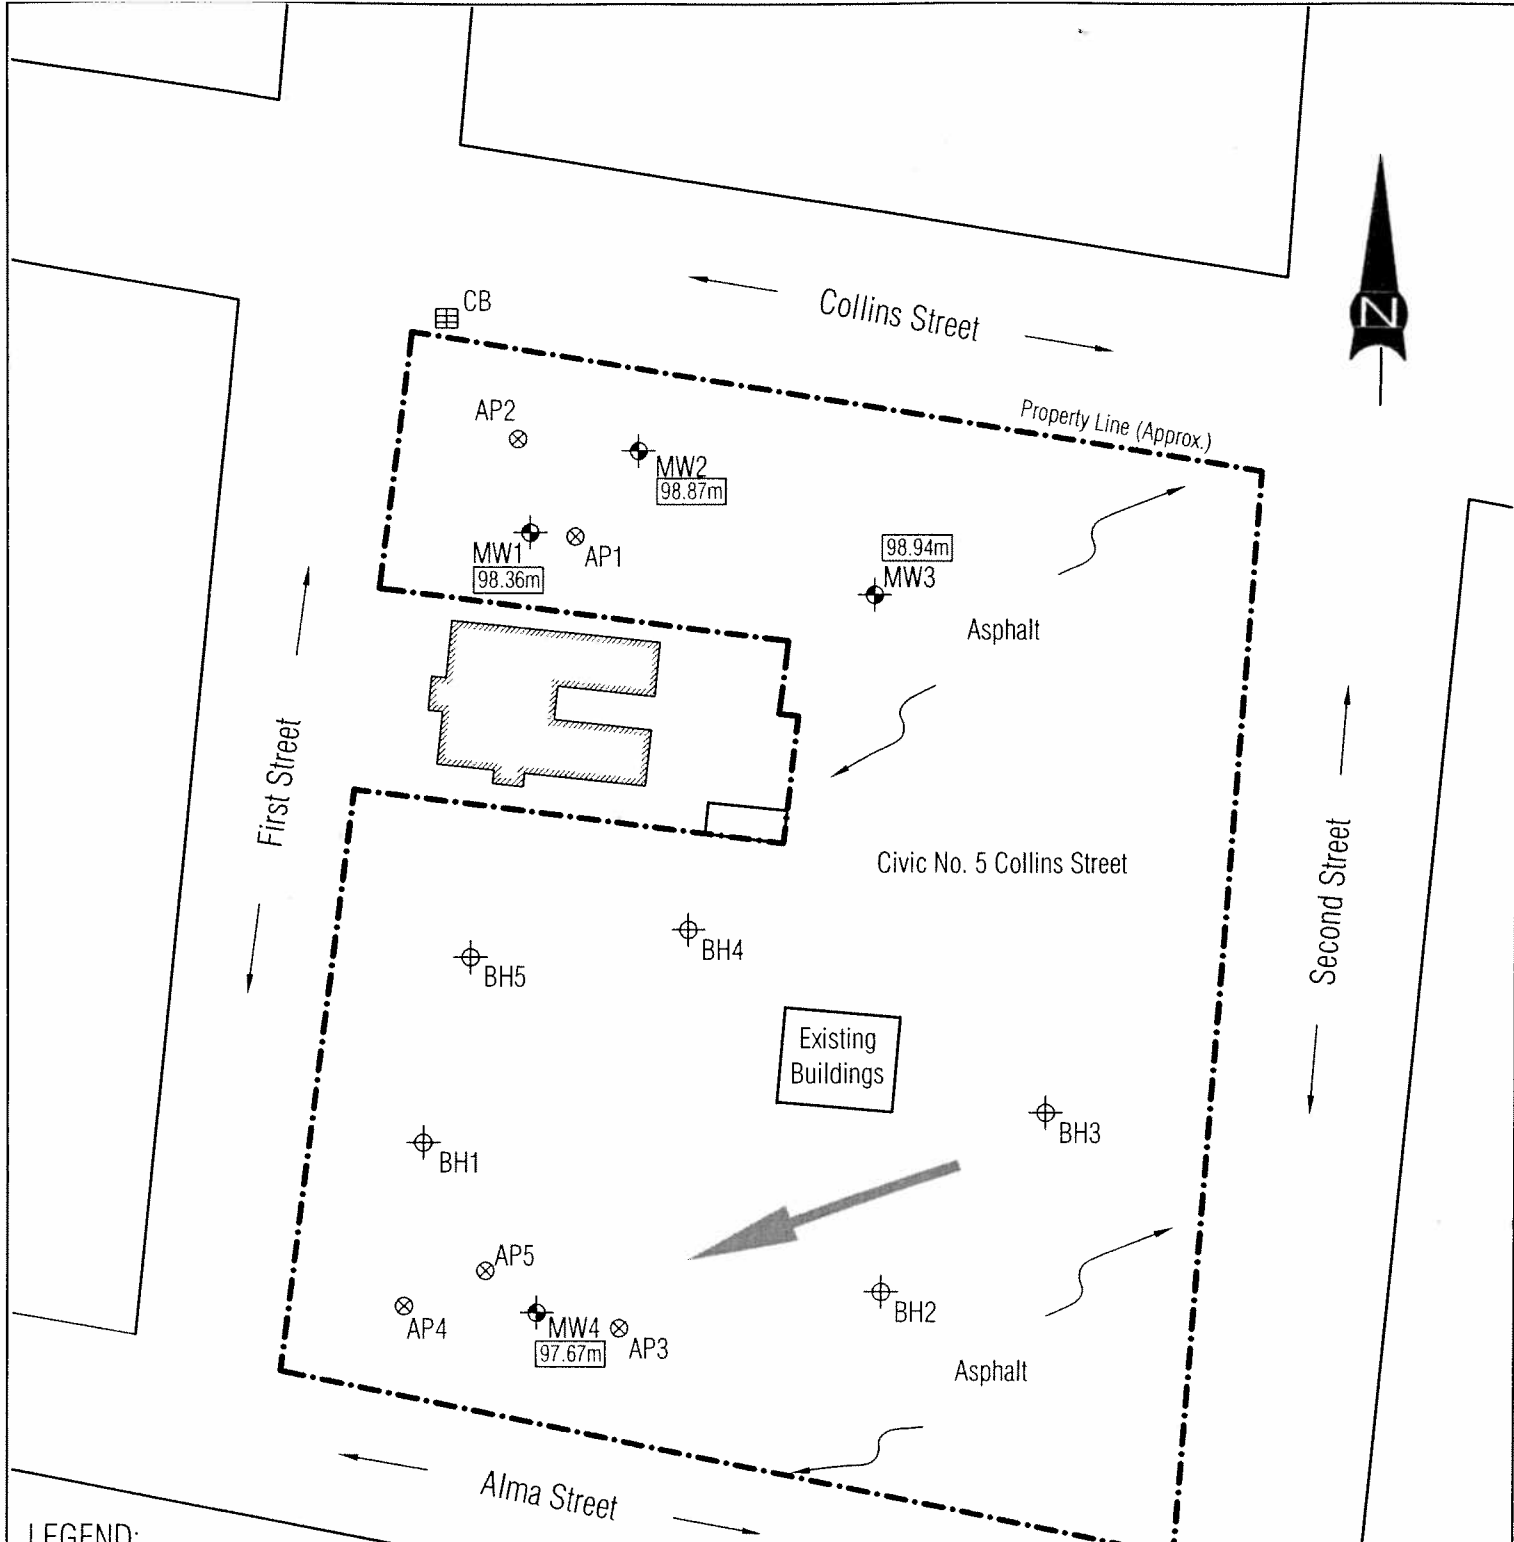 CB
Collins Street
N
Property Line (Approx.)
AP2
MW2
98.87m
MW1
98.36m
AP1
98.94m
MW3
Asphalt
First Street
Civic No. 5 Collins Street
Second Street
BH5
BH4
Existing
Buildings
BH3
BH1
AP5
BH2
AP4
MW4
97.67m
AP3
Asphalt
Alma Street
LEGEND: